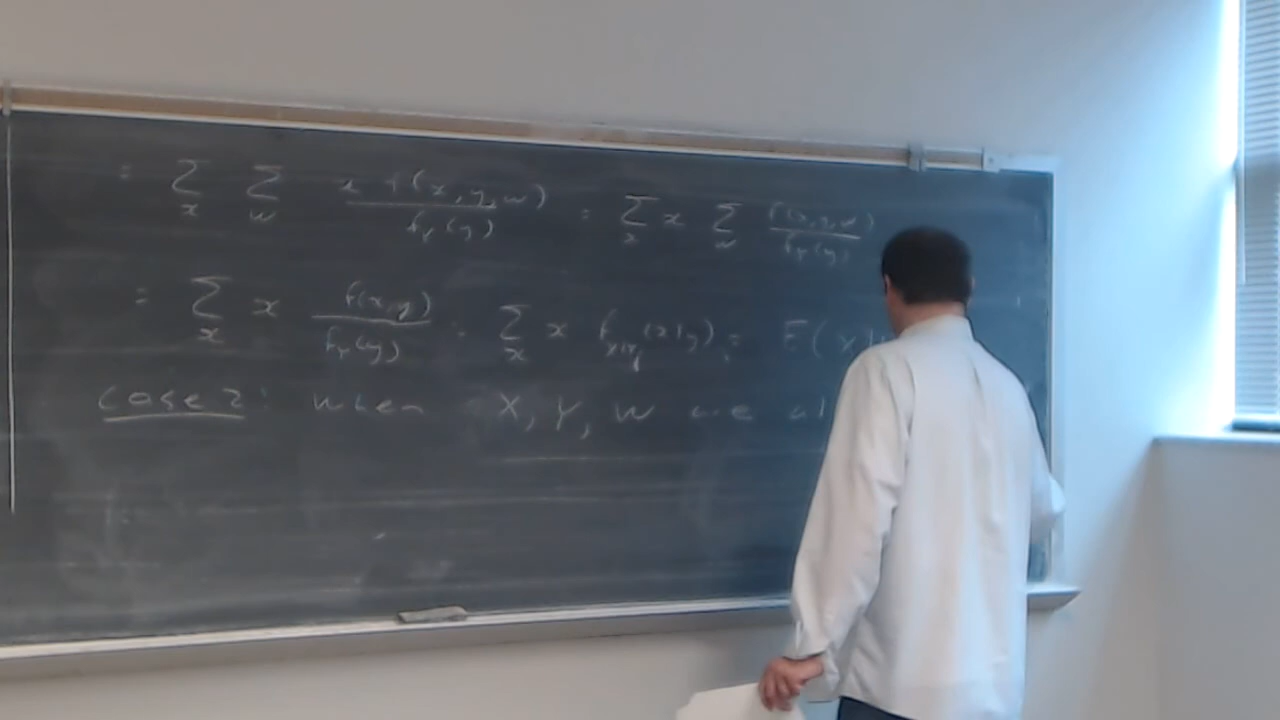 = Σ_x Σ_w x f(x, y, w) / f_Y(y) = Σ_x x Σ_w f(x, y, w) / f_Y(y)
= Σ_x x f(x, y) / f_Y(y) = Σ_x x f_{X|Y}(x|y) = E(X|
Case 2: When X, Y, W are al